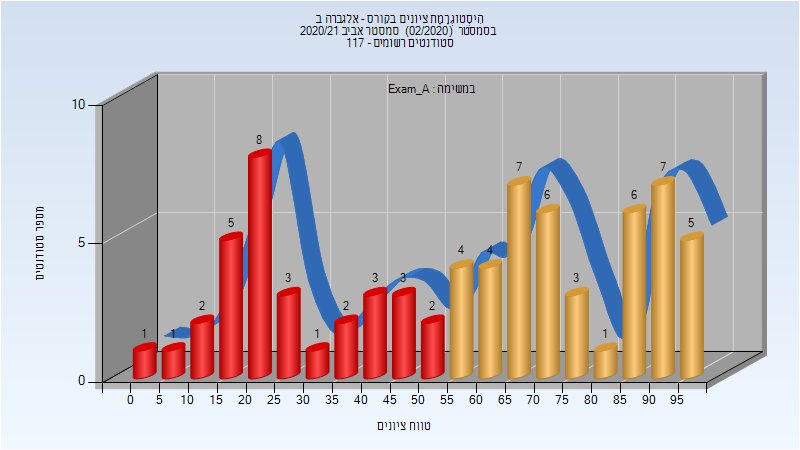 היסטוגרמת ציונים בקורס - אלגברה ב
בסמסטר (02/2020) סמסטר אביב 2020/21
סטודנטים רשומים - 117
במשימה : Exam_A
מספר סטודנטים
10
5
0
1 1 2 5 8 3 1 2 3 3 2 4 4 7 6 3 1 6 7 5
0 5 10 15 20 25 30 35 40 45 50 55 60 65 70 75 80 85 90 95
טווח ציונים